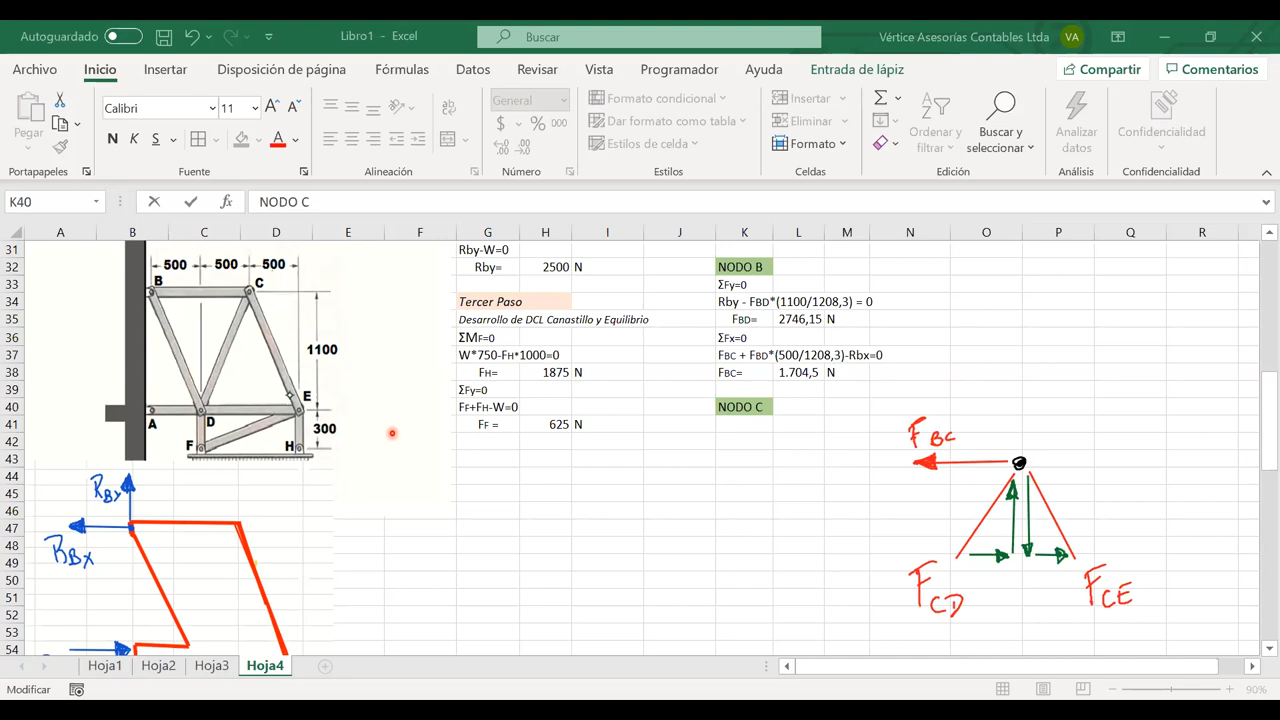 Autoguardado
Libro1 - Excel
Buscar
Vértice Asesorías Contables Ltda
VA
Archivo Inicio Insertar Disposición de página Fórmulas Datos Revisar Vista Programador Ayuda Entrada de lápiz
Compartir
Comentarios
Pegar
Calibri
11
N K S
General
$ % 000
Formato condicional
Dar formato como tabla
Estilos de celda
Insertar
Eliminar
Formato
Ordenar y filtrar
Buscar y seleccionar
Analizar datos
Confidencialidad
Portapapeles
Fuente
Alineación
Número
Estilos
Celdas
Edición
Análisis
Confidencialidad
K40
fx
NODO C
A B C D E F G H I J K L M N O P Q R
31 Rby-W=0
32 Rby= 2500 N NODO B
33 ΣFy=0
34 Tercer Paso Rby - FBD*(1100/1208,3) = 0
35 Desarrollo de DCL Canastillo y Equilibrio FBD= 2746,15 N
36 ΣMF=0 ΣFx=0
37 W*750-FH*1000=0 FBC + FBD*(500/1208,3)-Rbx=0
38 FH= 1875 N FBC= 1.704,5 N
39 ΣFy=0
40 FF+FH-W=0 NODO C
41 FF = 625 N
42
43
44
45
46
47
48
49
50
51
52
53
54
500 500 500
B C
1100
E
A D
300
F H
RBy
RBX
FBC
FCD
FCE
Hoja1 Hoja2 Hoja3 Hoja4
Modificar
90%